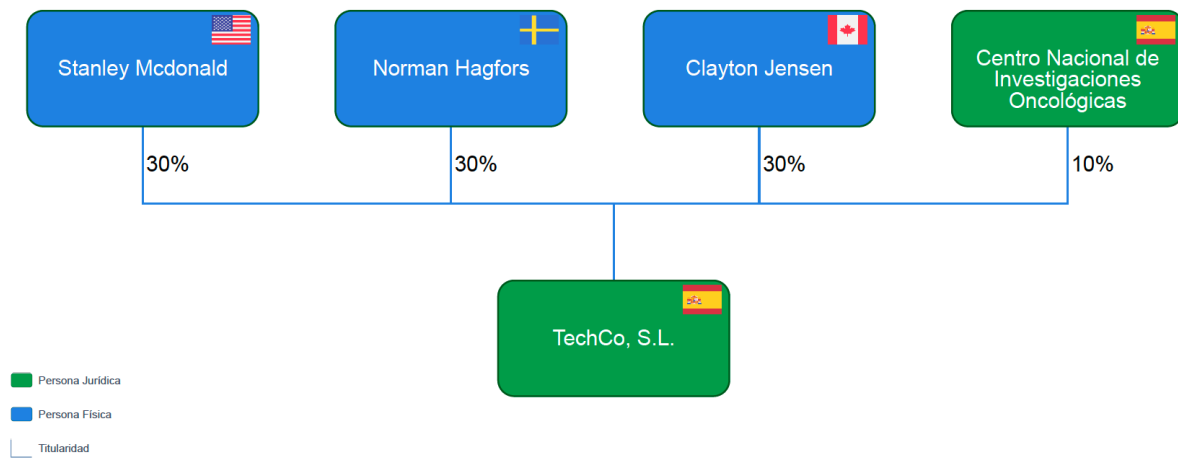 Stanley Mcdonald
Norman Hagfors
Clayton Jensen
Centro Nacional de
Investigaciones
Oncológicas
30%
30%
30%
10%
TechCo, S.L.
Persona Jurídica
Persona Física
Titularidad